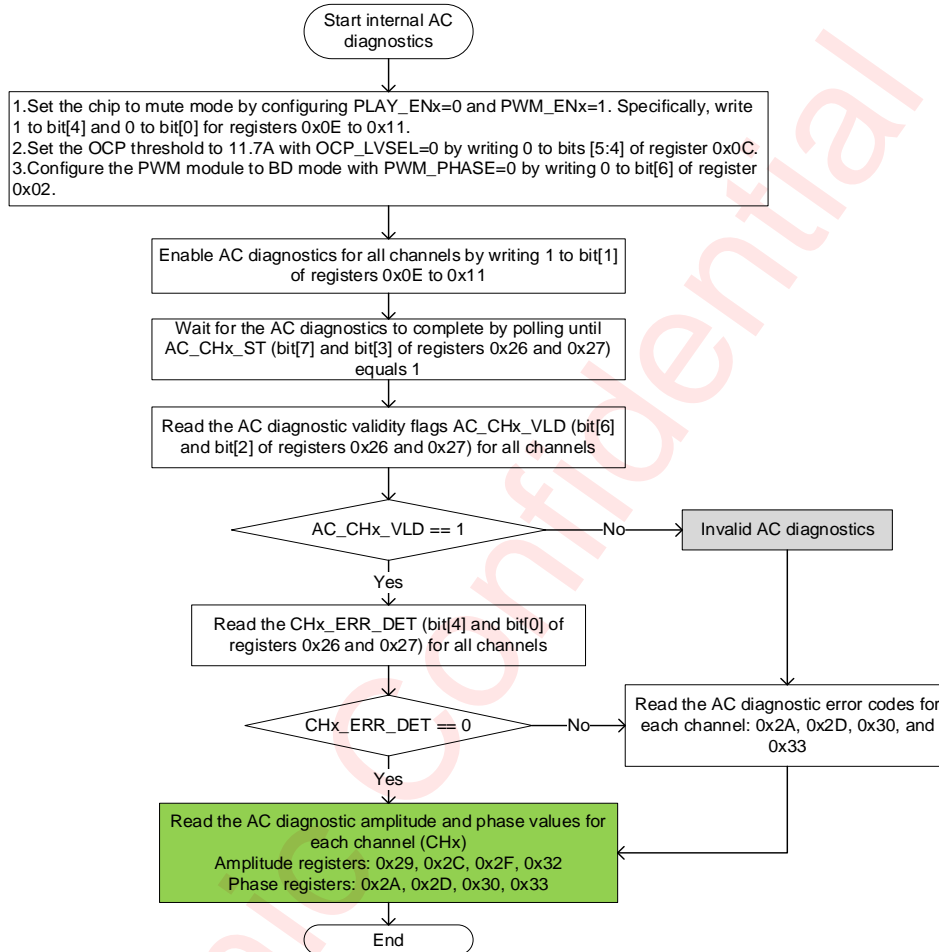 Start internal AC
diagnostics
1.Set the chip to mute mode by configuring PLAY_ENx=0 and PWM_ENx=1. Specifically, write
1 to bit[4] and 0 to bit[0] for registers 0x0E to 0x11.
2.Set the OCP threshold to 11.7A with OCP_LVSEL=0 by writing 0 to bits [5:4] of register 0x0C.
3.Configure the PWM module to BD mode with PWM_PHASE=0 by writing 0 to bit[6] of register
0x02.
Enable AC diagnostics for all channels by writing 1 to bit[1]
of registers 0x0E to 0x11
Wait for the AC diagnostics to complete by polling until
AC_CHx_ST (bit[7] and bit[3] of registers 0x26 and 0x27)
equals 1
Read the AC diagnostic validity flags AC_CHx_VLD (bit[6]
and bit[2] of registers 0x26 and 0x27) for all channels
AC_CHx_VLD == 1
No
Invalid AC diagnostics
Yes
Read the CHx_ERR_DET (bit[4] and bit[0] of
registers 0x26 and 0x27) for all channels
CHx_ERR_DET == 0
No
Read the AC diagnostic error codes for
each channel: 0x2A, 0x2D, 0x30, and
0x33
Yes
Read the AC diagnostic amplitude and phase values for
each channel (CHx)
Amplitude registers: 0x29, 0x2C, 0x2F, 0x32
Phase registers: 0x2A, 0x2D, 0x30, 0x33
End
nic Confidential